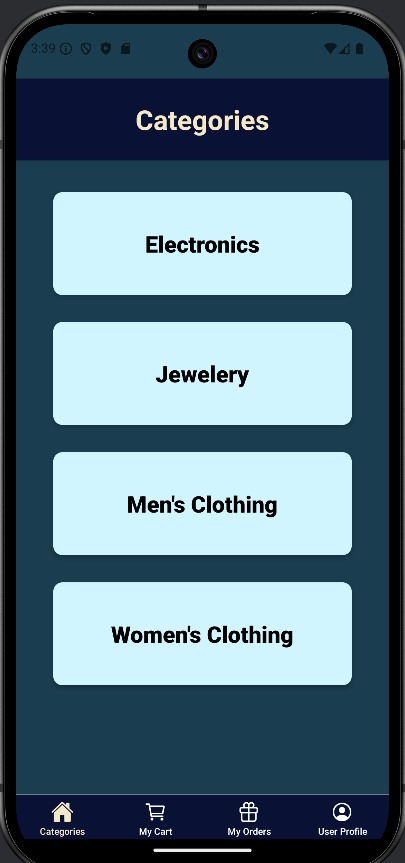 3:39
Categories
Electronics
Jewelery
Men's Clothing
Women's Clothing
Categories
My Cart
My Orders
User Profile